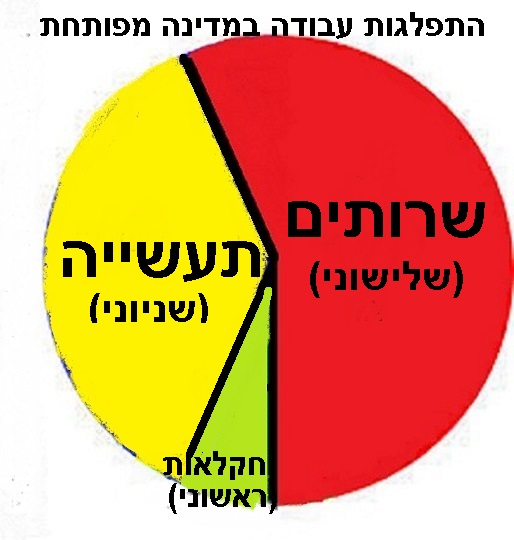 התפלגות עבודה במדינה מפותחת
שרותים
(שלישוני)
תעשייה
(שניוני)
חקלאות
(ראשוני)